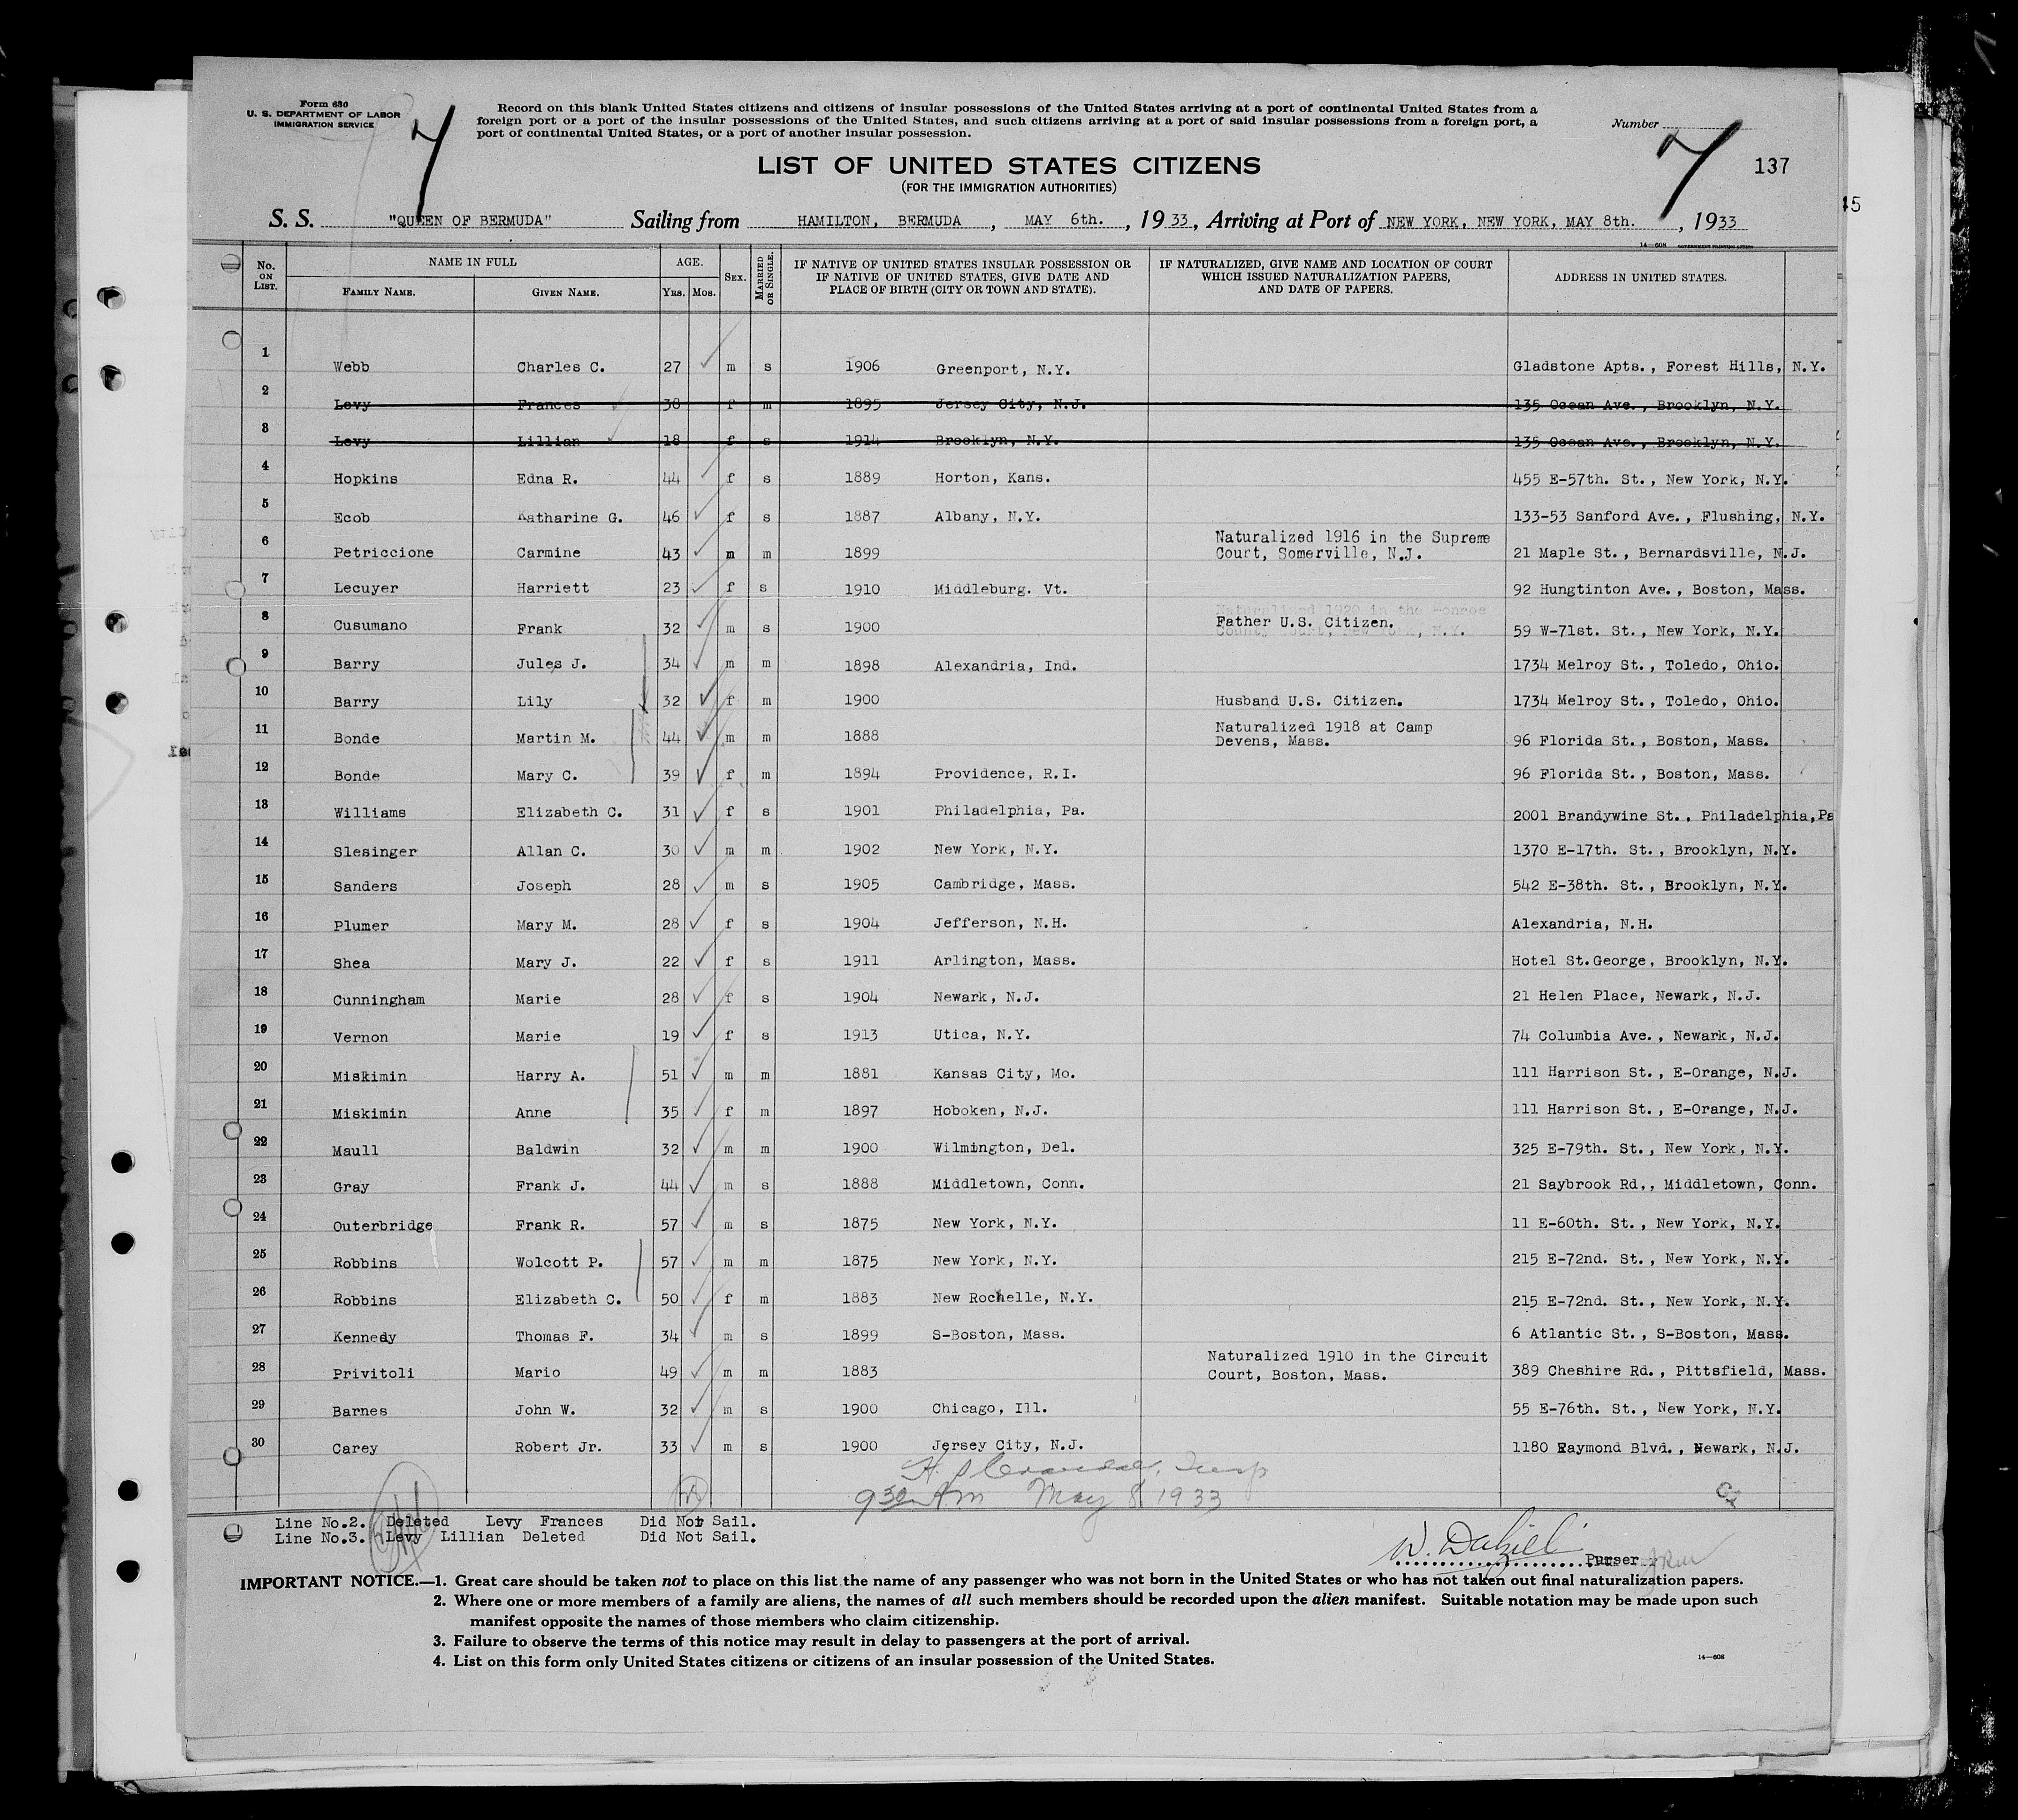 Form 630
U. S. DEPARTMENT OF LABOR
IMMIGRATION SERVICE
7
Record on this blank United States citizens and citizens of insular possessions of the United States arriving at a port of continental United States from a
foreign port or a port of the insular possessions of the United States, and such citizens arriving at a port of said insular possessions from a foreign port, a
port of continental United States, or a port of another insular possession.
Number
7
137
45
LIST OF UNITED STATES CITIZENS
(FOR THE IMMIGRATION AUTHORITIES)
S. S. "QUEEN OF BERMUDA" Sailing from HAMILTON, BERMUDA, MAY 6th., 1933, Arriving at Port of NEW YORK, NEW YORK, MAY 8th., 1933
14—608
No. ON LIST. NAME IN FULL FAMILY NAME. GIVEN NAME. AGE. YRS. MOS. SEX. MARRIED OR SINGLE. IF NATIVE OF UNITED STATES INSULAR POSSESSION OR IF NATIVE OF UNITED STATES, GIVE DATE AND PLACE OF BIRTH (CITY OR TOWN AND STATE). IF NATURALIZED, GIVE NAME AND LOCATION OF COURT WHICH ISSUED NATURALIZATION PAPERS, AND DATE OF PAPERS. ADDRESS IN UNITED STATES.
1 Webb Charles C. 27 m s 1906 Greenport, N.Y. Gladstone Apts., Forest Hills, N.Y.
2 Levy Frances 38 f m 1895 Jersey City, N.J. 135 Ocean Ave., Brooklyn, N.Y.
3 Levy Lillian 18 f s 1914 Brooklyn, N.Y. 135 Ocean Ave., Brooklyn, N.Y.
4 Hopkins Edna R. 44 f s 1889 Horton, Kans. 455 E-57th. St., New York, N.Y.
5 Ecob Katharine G. 46 f s 1887 Albany, N.Y. 133-53 Sanford Ave., Flushing, N.Y.
6 Petriccione Carmine 43 m m 1899 Naturalized 1916 in the Supreme Court, Somerville, N.J. 21 Maple St., Bernardsville, N.J.
7 Lecuyer Harriett 23 f s 1910 Middleburg. Vt. 92 Hungtinton Ave., Boston, Mass.
8 Cusumano Frank 32 m s 1900 Father U.S. Citizen. 59 W-71st. St., New York, N.Y.
9 Barry Jules J. 34 m m 1898 Alexandria, Ind. 1734 Melroy St., Toledo, Ohio.
10 Barry Lily 32 f m 1900 Husband U.S. Citizen. 1734 Melroy St., Toledo, Ohio.
11 Bonde Martin M. 44 m m 1888 Naturalized 1918 at Camp Devens, Mass. 96 Florida St., Boston, Mass.
12 Bonde Mary C. 39 f m 1894 Providence, R.I. 96 Florida St., Boston, Mass.
13 Williams Elizabeth C. 31 f s 1901 Philadelphia, Pa. 2001 Brandywine St., Philadelphia,Pa
14 Slesinger Allan C. 30 m m 1902 New York, N.Y. 1370 E-17th. St., Brooklyn, N.Y.
15 Sanders Joseph 28 m s 1905 Cambridge, Mass. 542 E-38th. St., Brooklyn, N.Y.
16 Plumer Mary M. 28 f s 1904 Jefferson, N.H. Alexandria, N.H.
17 Shea Mary J. 22 f s 1911 Arlington, Mass. Hotel St.George, Brooklyn, N.Y.
18 Cunningham Marie 28 f s 1904 Newark, N.J. 21 Helen Place, Newark, N.J.
19 Vernon Marie 19 f s 1913 Utica, N.Y. 74 Columbia Ave., Newark, N.J.
20 Miskimin Harry A. 51 m m 1881 Kansas City, Mo. 111 Harrison St., E-Orange, N.J.
21 Miskimin Anne 35 f m 1897 Hoboken, N.J. 111 Harrison St., E-Orange, N.J.
22 Maull Baldwin 32 m m 1900 Wilmington, Del. 325 E-79th. St., New York, N.Y.
23 Gray Frank J. 44 m s 1888 Middletown, Conn. 21 Saybrook Rd,, Middletown, Conn.
24 Outerbridge Frank R. 57 m s 1875 New York, N.Y. 11 E-60th. St., New York, N.Y.
25 Robbins Wolcott P. 57 m m 1875 New York, N.Y. 215 E-72nd. St., New York, N.Y.
26 Robbins Elizabeth C. 50 f m 1883 New Rochelle, N.Y. 215 E-72nd. St., New York, N.Y.
27 Kennedy Thomas F. 34 m s 1899 S-Boston, Mass. 6 Atlantic St., S-Boston, Mass.
28 Privitoli Mario 49 m m 1883 Naturalized 1910 in the Circuit Court, Boston, Mass. 389 Cheshire Rd., Pittsfield, Mass.
29 Barnes John W. 32 m s 1900 Chicago, Ill. 55 E-76th. St., New York, N.Y.
30 Carey Robert Jr. 33 m s 1900 Jersey City, N.J. 1180 Raymond Blvd., Newark, N.J.
9 30 Am May 8 1933
Line No.2. Deleted Levy Frances Did Not Sail.
Line No.3. Levy Lillian Deleted Did Not Sail.
W. Dalziel
Purser
IMPORTANT NOTICE.—1. Great care should be taken not to place on this list the name of any passenger who was not born in the United States or who has not taken out final naturalization papers.
2. Where one or more members of a family are aliens, the names of all such members should be recorded upon the alien manifest. Suitable notation may be made upon such
manifest opposite the names of those members who claim citizenship.
3. Failure to observe the terms of this notice may result in delay to passengers at the port of arrival.
4. List on this form only United States citizens or citizens of an insular possession of the United States.
14—608